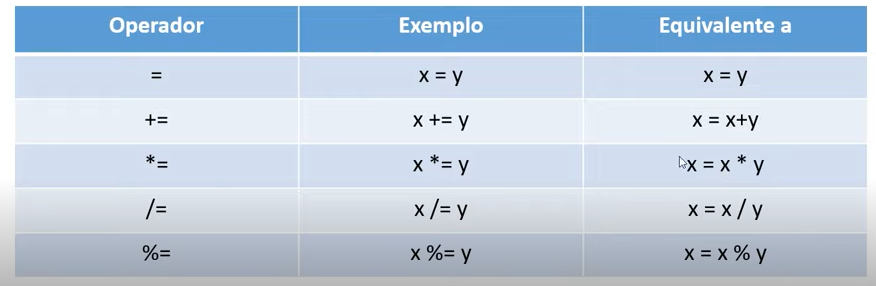 Operador Exemplo Equivalente a
= x = y x = y
+= x += y x = x+y
*= x *= y x = x * y
/= x /= y x = x / y
%= x %= y x = x % y